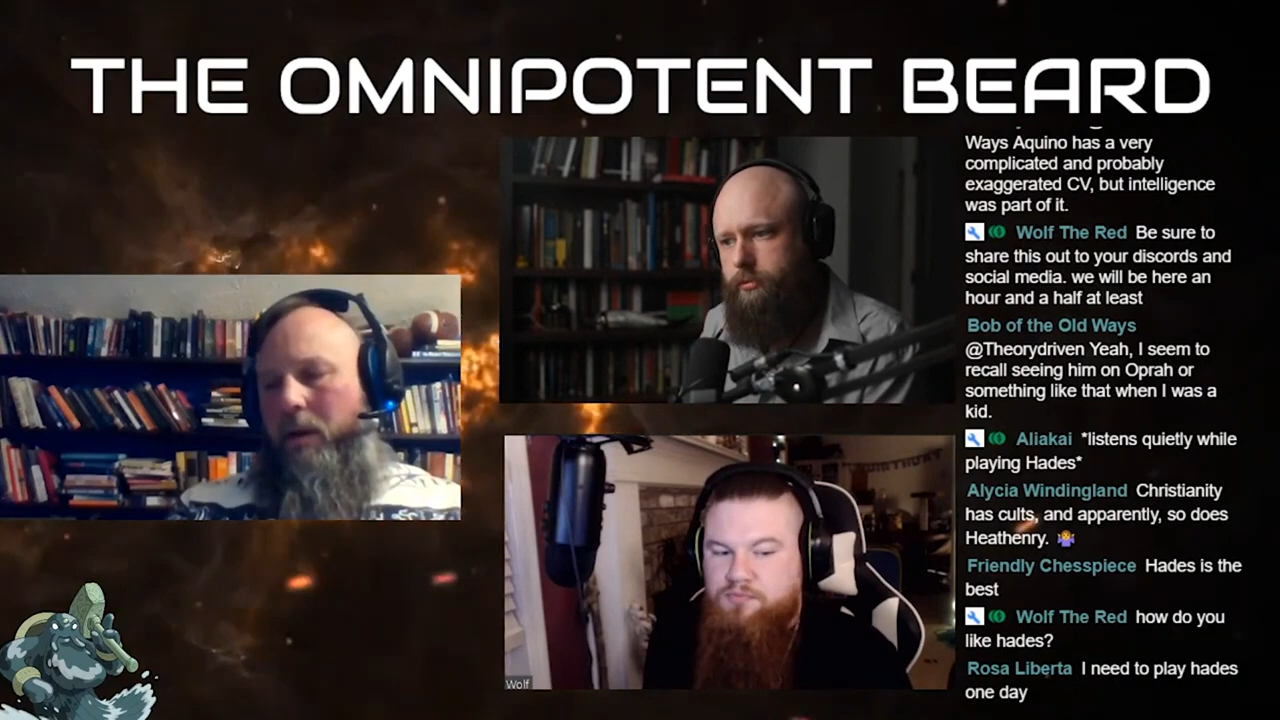 THE OMNIPOTENT BEARD
Ways Aquino has a very
complicated and probably
exaggerated CV, but intelligence
was part of it.
Wolf The Red Be sure to
share this out to your discords and
social media. we will be here an
hour and a half at least
Bob of the Old Ways
@Theorydriven Yeah, I seem to
recall seeing him on Oprah or
something like that when I was a
kid.
Aliakai *listens quietly while
playing Hades*
Alycia Windingland Christianity
has cults, and apparently, so does
Heathenry. 🤷
Friendly Chesspiece Hades is the
best
Wolf The Red how do you
like hades?
Rosa Liberta I need to play hades
one day
Wolf